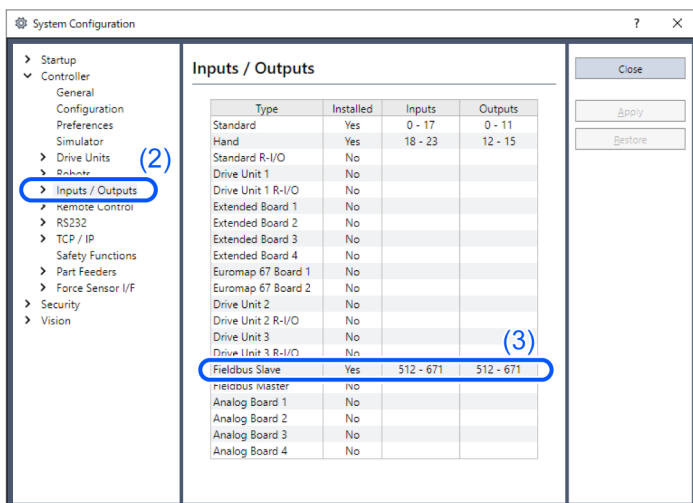 System Configuration
? ×
Startup
Controller
General
Configuration
Preferences
Simulator
Drive Units
(2)
Robots
Inputs / Outputs
Remote Control
RS232
TCP / IP
Safety Functions
Part Feeders
Force Sensor I/F
Security
Vision
Inputs / Outputs
Type Installed Inputs Outputs
Standard Yes 0 - 17 0 - 11
Hand Yes 18 - 23 12 - 15
Standard R-I/O No
Drive Unit 1 No
Drive Unit 1 R-I/O No
Extended Board 1 No
Extended Board 2 No
Extended Board 3 No
Extended Board 4 No
Euromap 67 Board 1 No
Euromap 67 Board 2 No
Drive Unit 2 No
Drive Unit 2 R-I/O No
Drive Unit 3 No
(3)
Drive Unit 3 R-I/O No
Fieldbus Slave Yes 512 - 671 512 - 671
Fieldbus Master No
Analog Board 1 No
Analog Board 2 No
Analog Board 3 No
Analog Board 4 No
Close
Apply
Restore